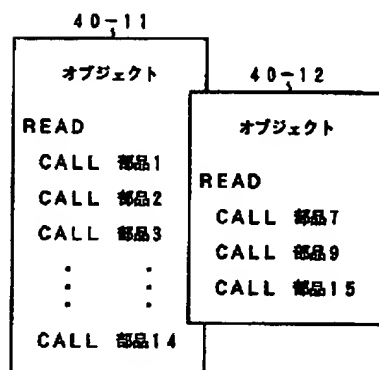 40-11
オブジェクト
READ
CALL 部品1
CALL 部品2
CALL 部品3
・ ・
・ ・
・ ・
CALL 部品14
40-12
オブジェクト
READ
CALL 部品7
CALL 部品9
CALL 部品15